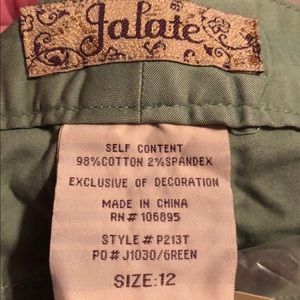 Jalate
SELF CONTENT
98%COTTON 2%SPANDEX
EXCLUSIVE OF DECORATION
MADE IN CHINA
RN# 106895
STYLE# P213T
PO# J1030/GREEN
SIZE:12